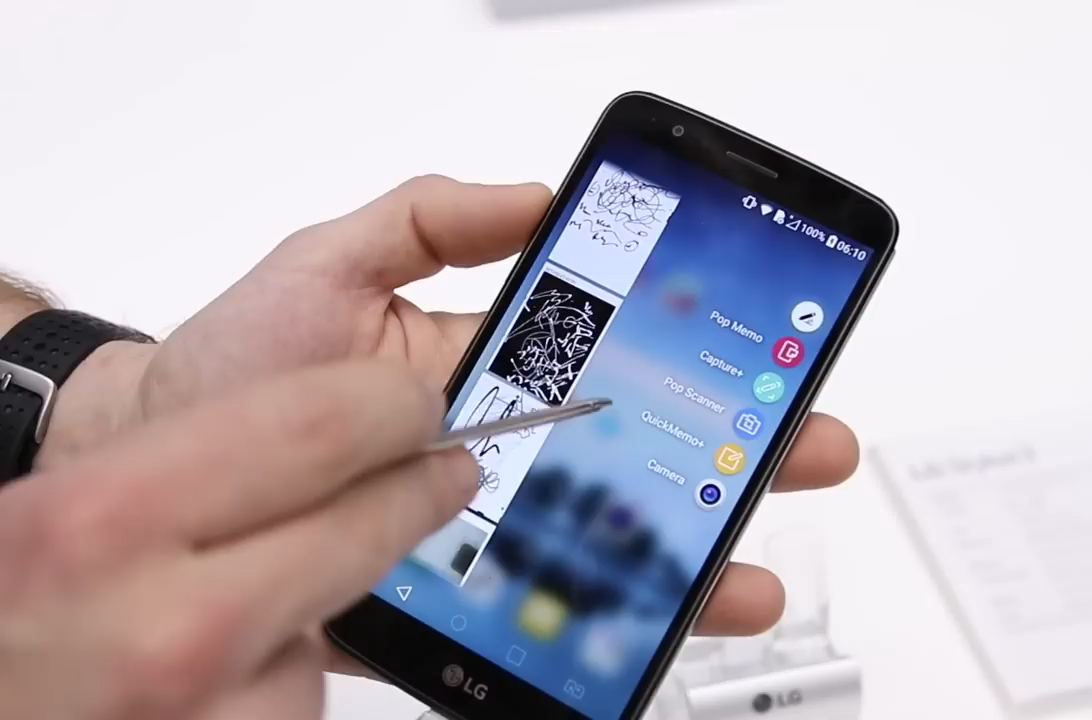 100% 06:10
Pop Memo
Capture+
Pop Scanner
QuickMemo+
Camera
LG
LG